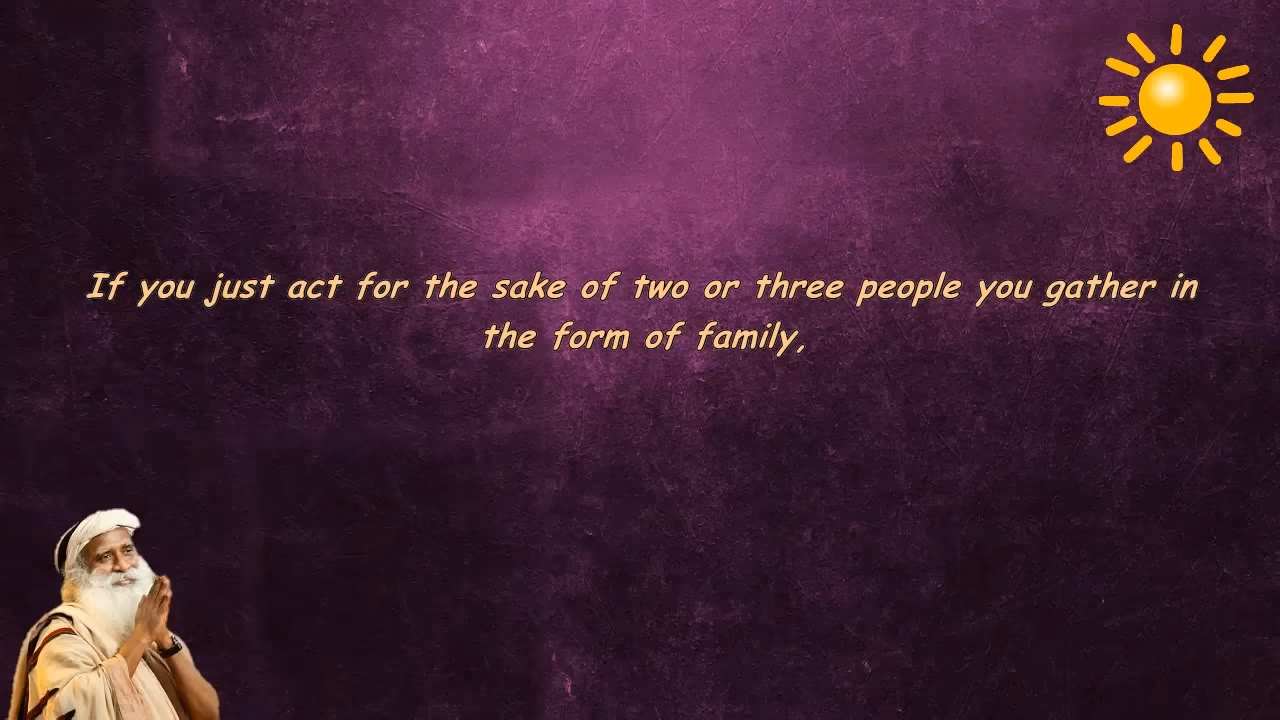 If you just act for the sake of two or three people you gather in
the form of family,